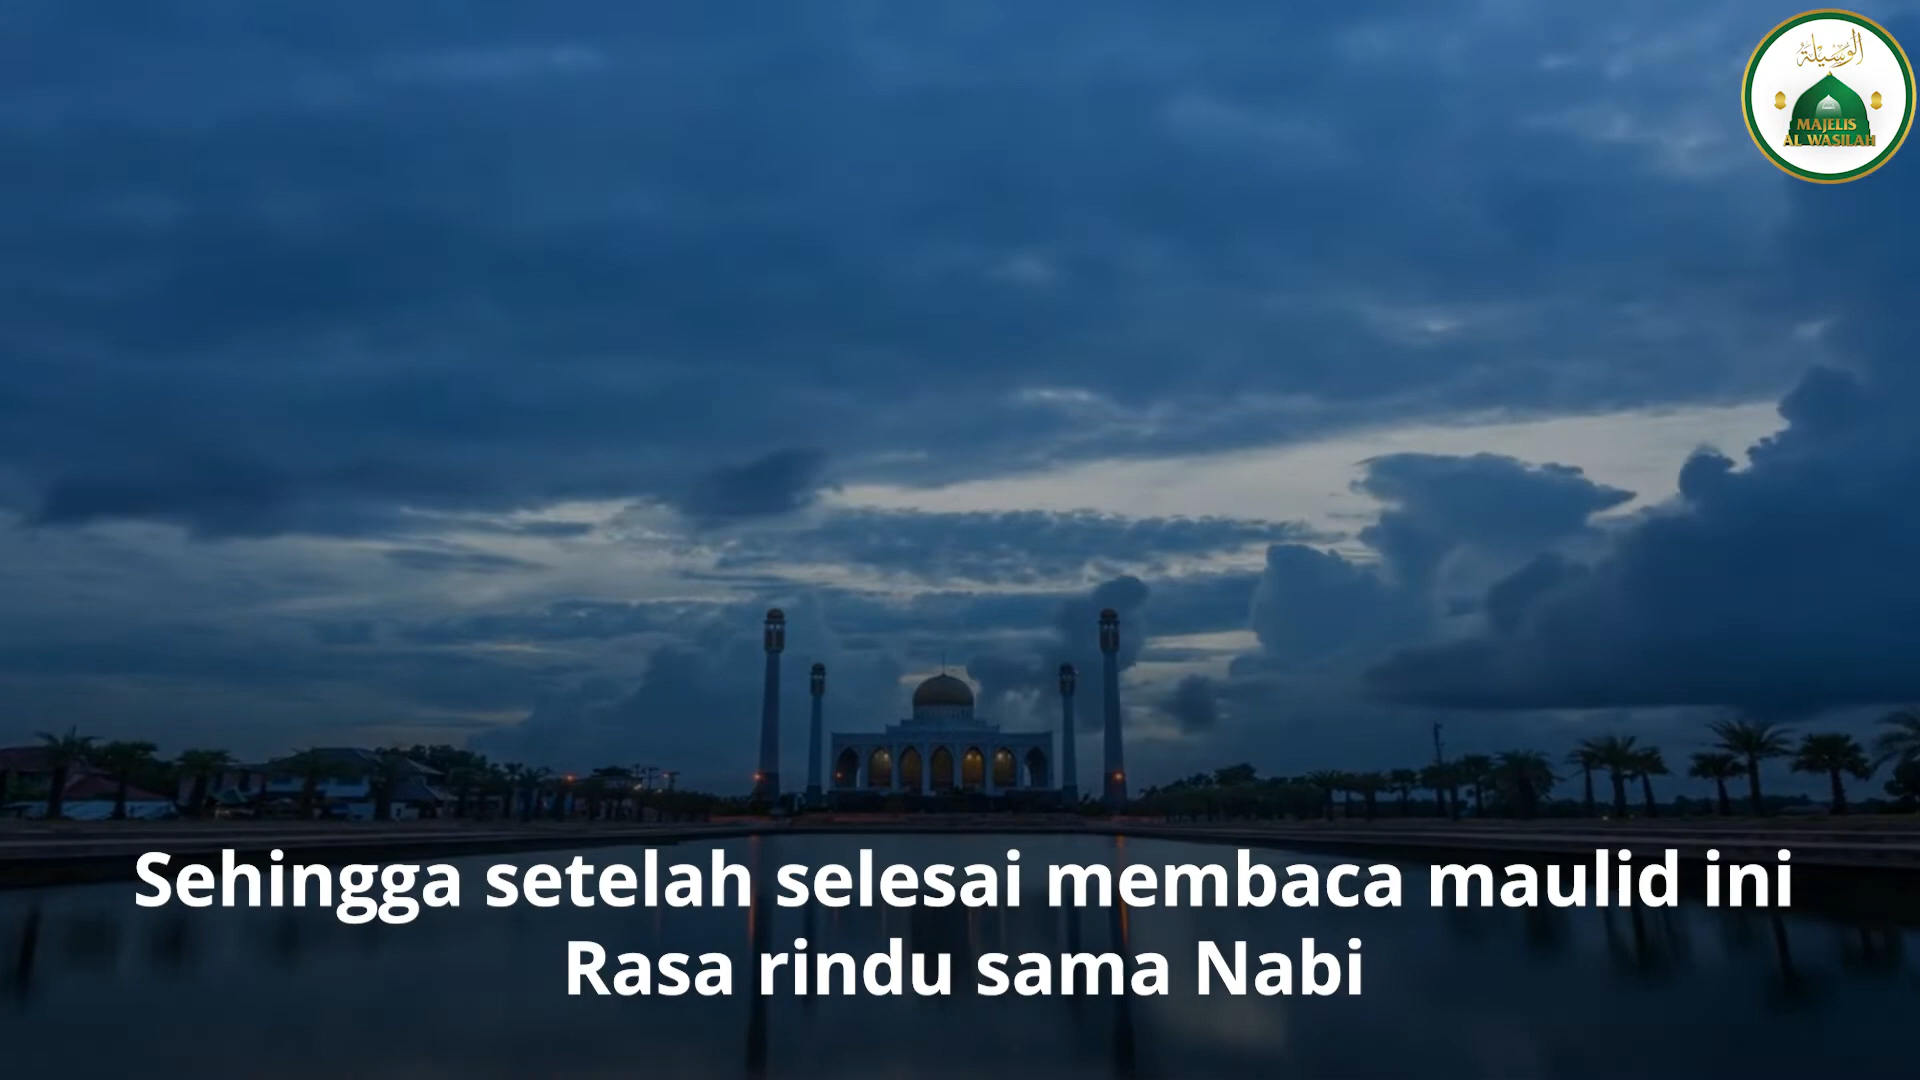 الوسيلة
MAJELIS
AL WASILAH
Sehingga setelah selesai membaca maulid ini
Rasa rindu sama Nabi